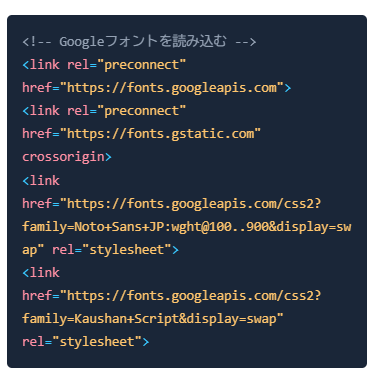 <!-- Googleフォントを読み込む -->
<link rel="preconnect"
href="https://fonts.googleapis.com">
<link rel="preconnect"
href="https://fonts.gstatic.com"
crossorigin>
<link
href="https://fonts.googleapis.com/css2?
family=Noto+Sans+JP:wght@100..900&display=sw
ap" rel="stylesheet">
<link
href="https://fonts.googleapis.com/css2?
family=Kaushan+Script&display=swap"
rel="stylesheet">